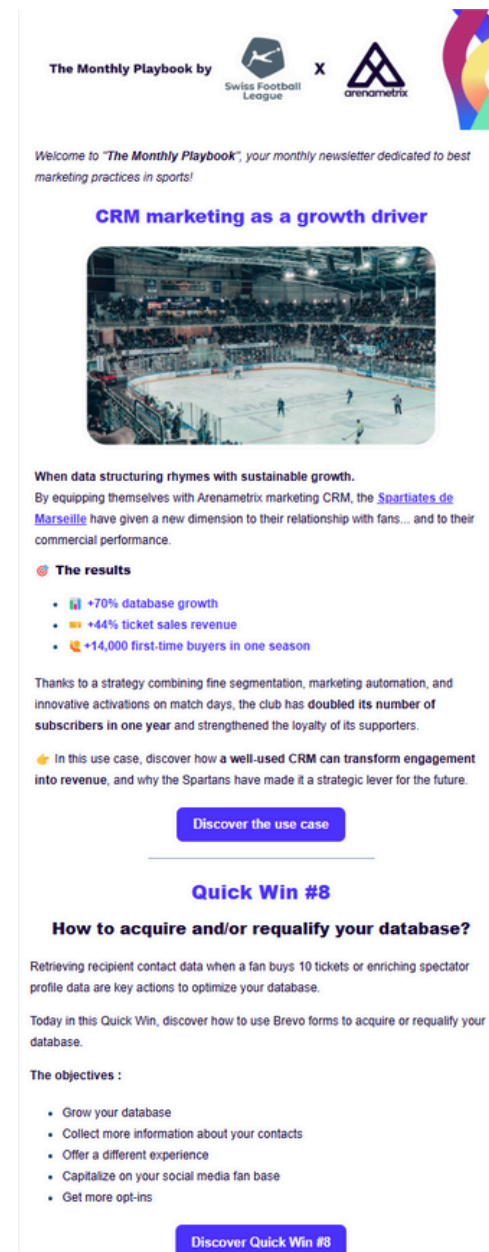 The Monthly Playbook by
Swiss Football
League
X
arenametrix
Welcome to "The Monthly Playbook", your monthly newsletter dedicated to best
marketing practices in sports!
CRM marketing as a growth driver
When data structuring rhymes with sustainable growth.
By equipping themselves with Arenametrix marketing CRM, the Spartiates de
Marseille have given a new dimension to their relationship with fans... and to their
commercial performance.
🎯 The results
• 📊 +70% database growth
• 🎫 +44% ticket sales revenue
• 🙋 +14,000 first-time buyers in one season
Thanks to a strategy combining fine segmentation, marketing automation, and
innovative activations on match days, the club has doubled its number of
subscribers in one year and strengthened the loyalty of its supporters.
👉 In this use case, discover how a well-used CRM can transform engagement
into revenue, and why the Spartans have made it a strategic lever for the future.
Discover the use case
Quick Win #8
How to acquire and/or requalify your database?
Retrieving recipient contact data when a fan buys 10 tickets or enriching spectator
profile data are key actions to optimize your database.
Today in this Quick Win, discover how to use Brevo forms to acquire or requalify your
database.
The objectives :
• Grow your database
• Collect more information about your contacts
• Offer a different experience
• Capitalize on your social media fan base
• Get more opt-ins
Discover Quick Win #8